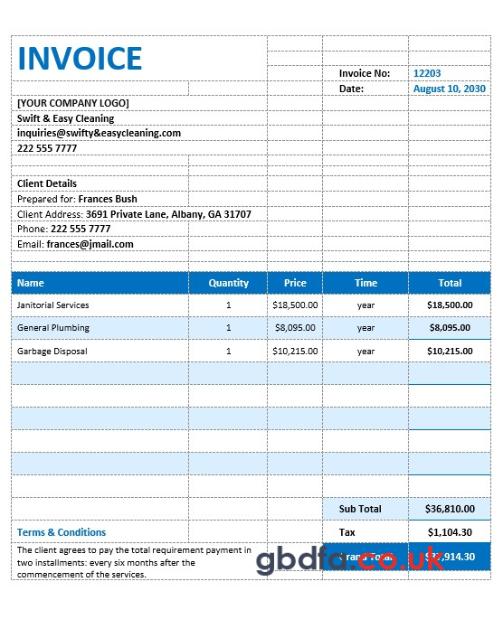 INVOICE
Invoice No: 12203
Date: August 10, 2030
[YOUR COMPANY LOGO]
Swift & Easy Cleaning
inquiries@swifty&easycleaning.com
222 555 7777
Client Details
Prepared for: Frances Bush
Client Address: 3691 Private Lane, Albany, GA 31707
Phone: 222 555 7777
Email: frances@jmail.com
Name Quantity Price Time Total
Janitorial Services 1 $18,500.00 year $18,500.00
General Plumbing 1 $8,095.00 year $8,095.00
Garbage Disposal 1 $10,215.00 year $10,215.00
Sub Total $36,810.00
Terms & Conditions Tax $1,104.30
The client agrees to pay the total requirement payment in
two installments: every six months after the
commencement of the services.
Grand Total
gbdfa.co.uk